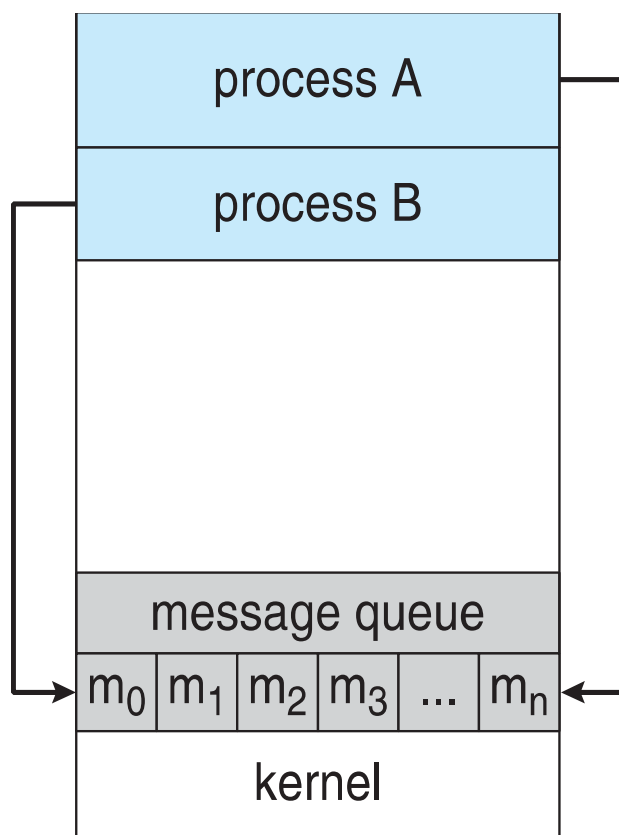 process A
process B
message queue
m₀ m₁ m₂ m₃ ... mₙ
kernel